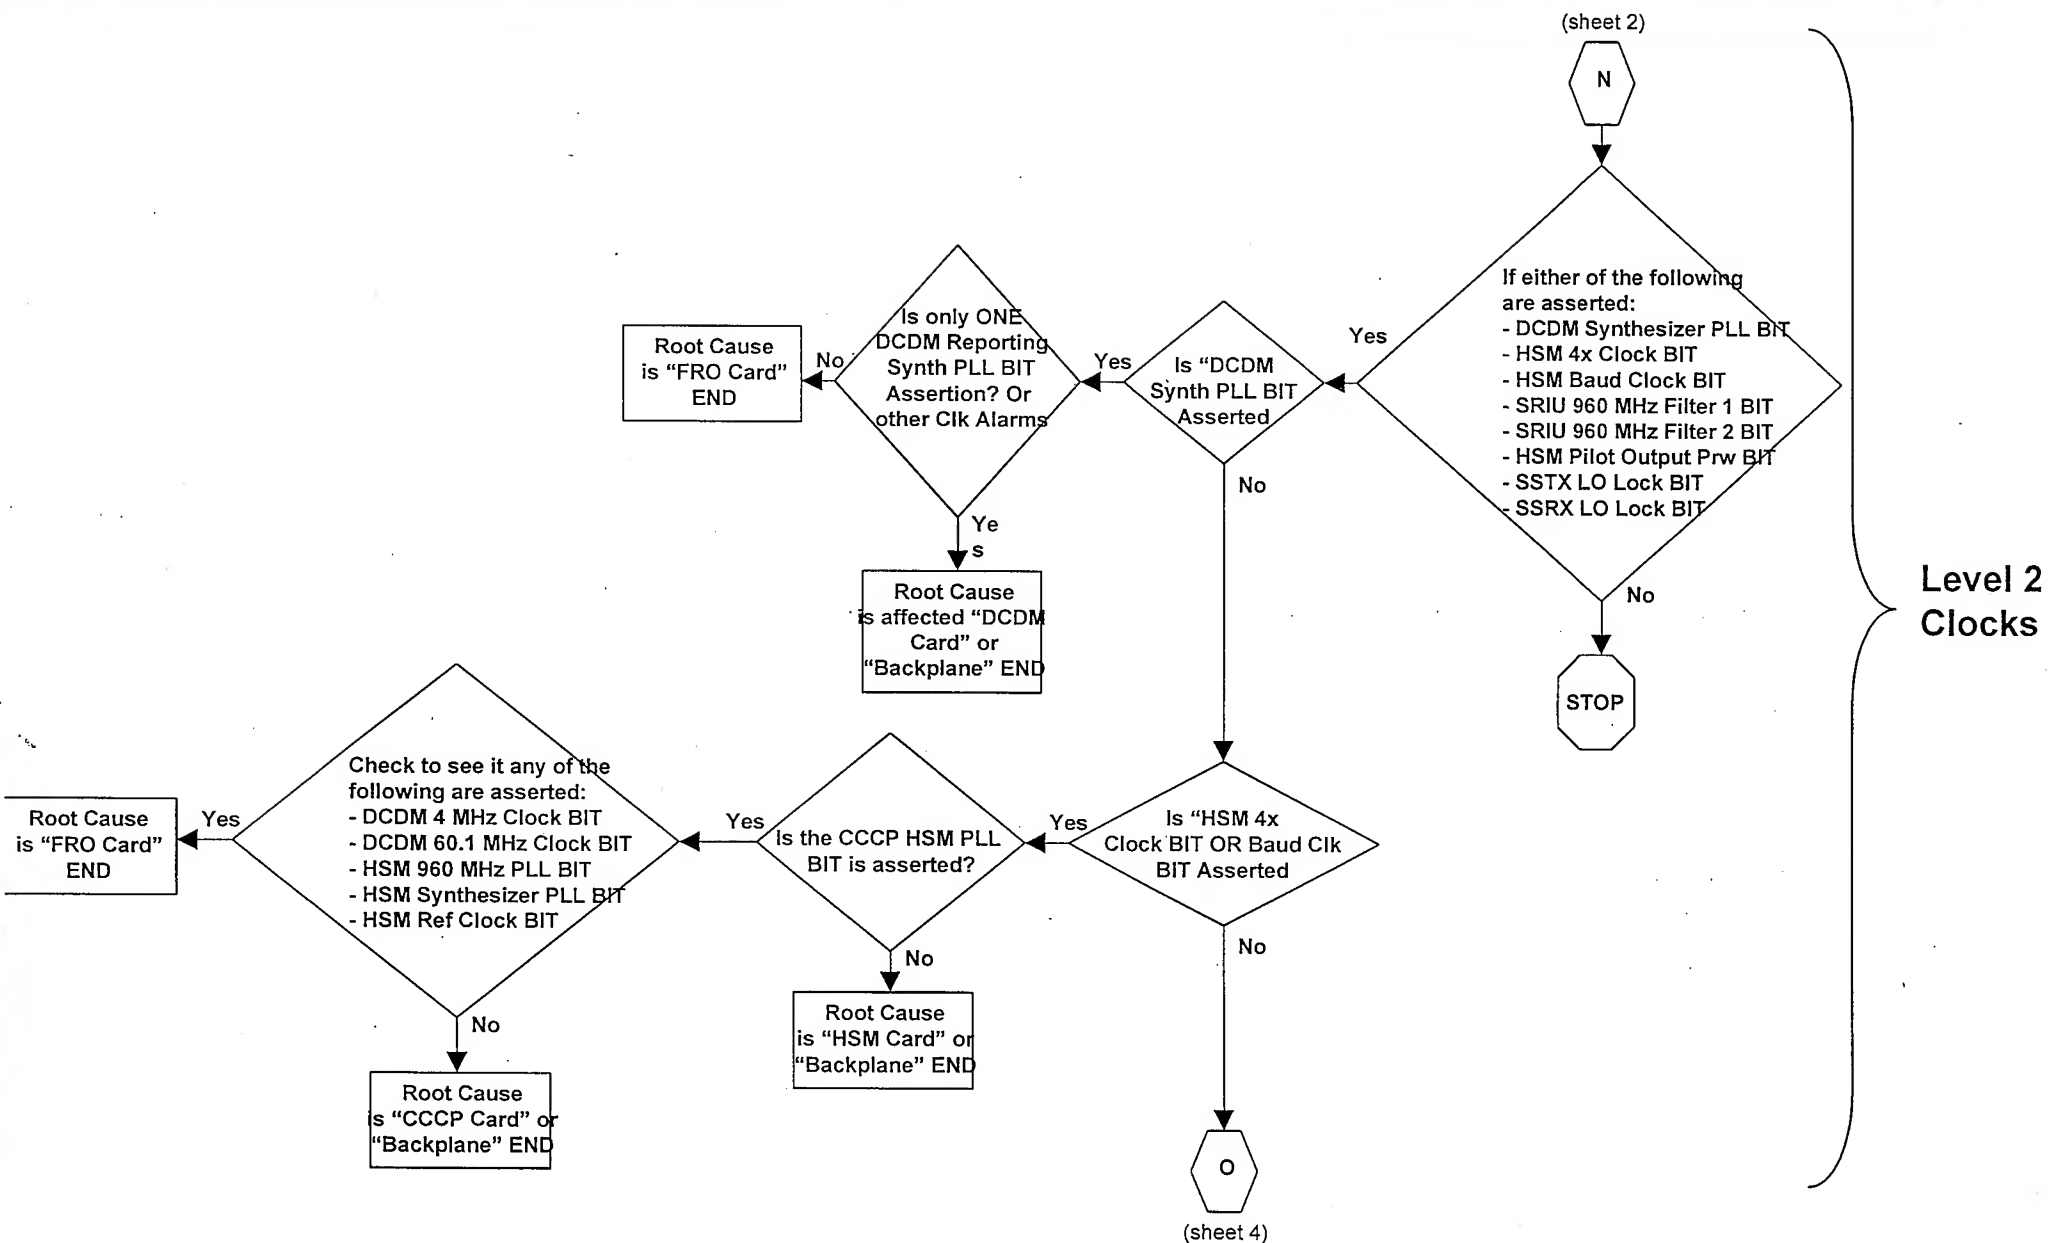 (sheet 2)
N
If either of the following
are asserted:
- DCDM Synthesizer PLL BIT
- HSM 4x Clock BIT
- HSM Baud Clock BIT
- SRIU 960 MHz Filter 1 BIT
- SRIU 960 MHz Filter 2 BIT
- HSM Pilot Output Prw BIT
- SSTX LO Lock BIT
- SSRX LO Lock BIT
Yes
No
STOP
Is “DCDM
Synth PLL BIT
Asserted
Yes
No
Is only ONE
DCDM Reporting
Synth PLL BIT
Assertion? Or
other Clk Alarms
No
Root Cause
is “FRO Card”
END
Ye
s
Root Cause
is affected “DCDM
Card” or
“Backplane” END
Level 2
Clocks
Is “HSM 4x
Clock BIT OR Baud Clk
BIT Asserted
Yes
No
Is the CCCP HSM PLL
BIT is asserted?
Yes
No
Root Cause
is “HSM Card” or
“Backplane” END
Check to see it any of the
following are asserted:
- DCDM 4 MHz Clock BIT
- DCDM 60.1 MHz Clock BIT
- HSM 960 MHz PLL BIT
- HSM Synthesizer PLL BIT
- HSM Ref Clock BIT
Yes
Root Cause
is “FRO Card”
END
No
Root Cause
is “CCCP Card” or
“Backplane” END
O
(sheet 4)